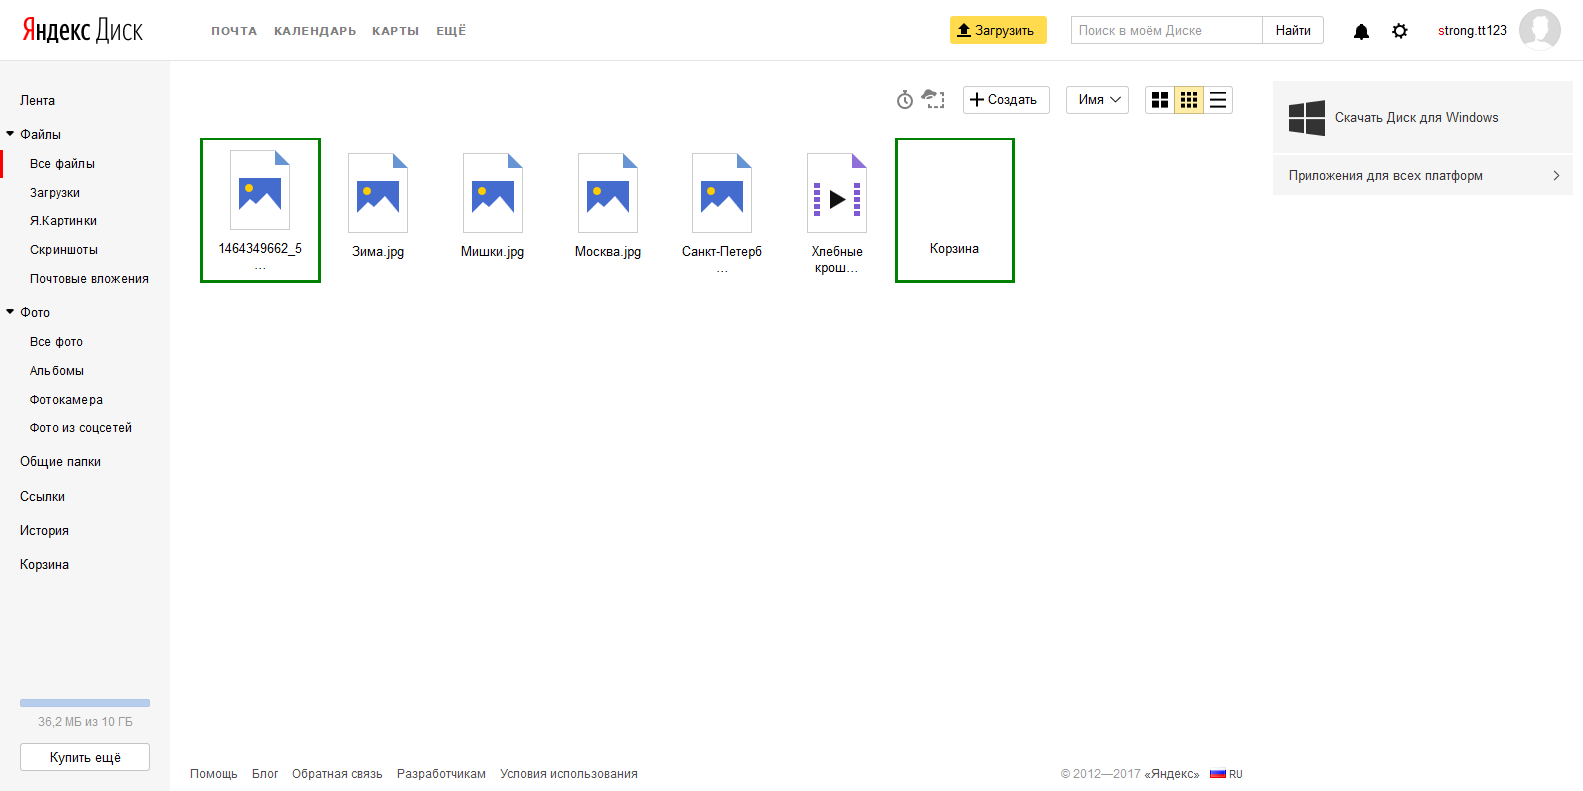 Яндекс Диск
ПОЧТА КАЛЕНДАРЬ КАРТЫ ЕЩЁ
Загрузить
Поиск в моём Диске
Найти
strong.tt123
Лента
Файлы
Все файлы
Загрузки
Я.Картинки
Скриншоты
Почтовые вложения
Фото
Все фото
Альбомы
Фотокамера
Фото из соцсетей
Общие папки
Ссылки
История
Корзина
36,2 МБ из 10 ГБ
Купить ещё
Создать
Имя
1464349662_5
...
Зима.jpg
Мишки.jpg
Москва.jpg
Санкт-Петерб
...
Хлебные
крош...
Корзина
Скачать Диск для Windows
Приложения для всех платформ
Помощь Блог Обратная связь Разработчикам Условия использования
© 2012—2017 «Яндекс» RU